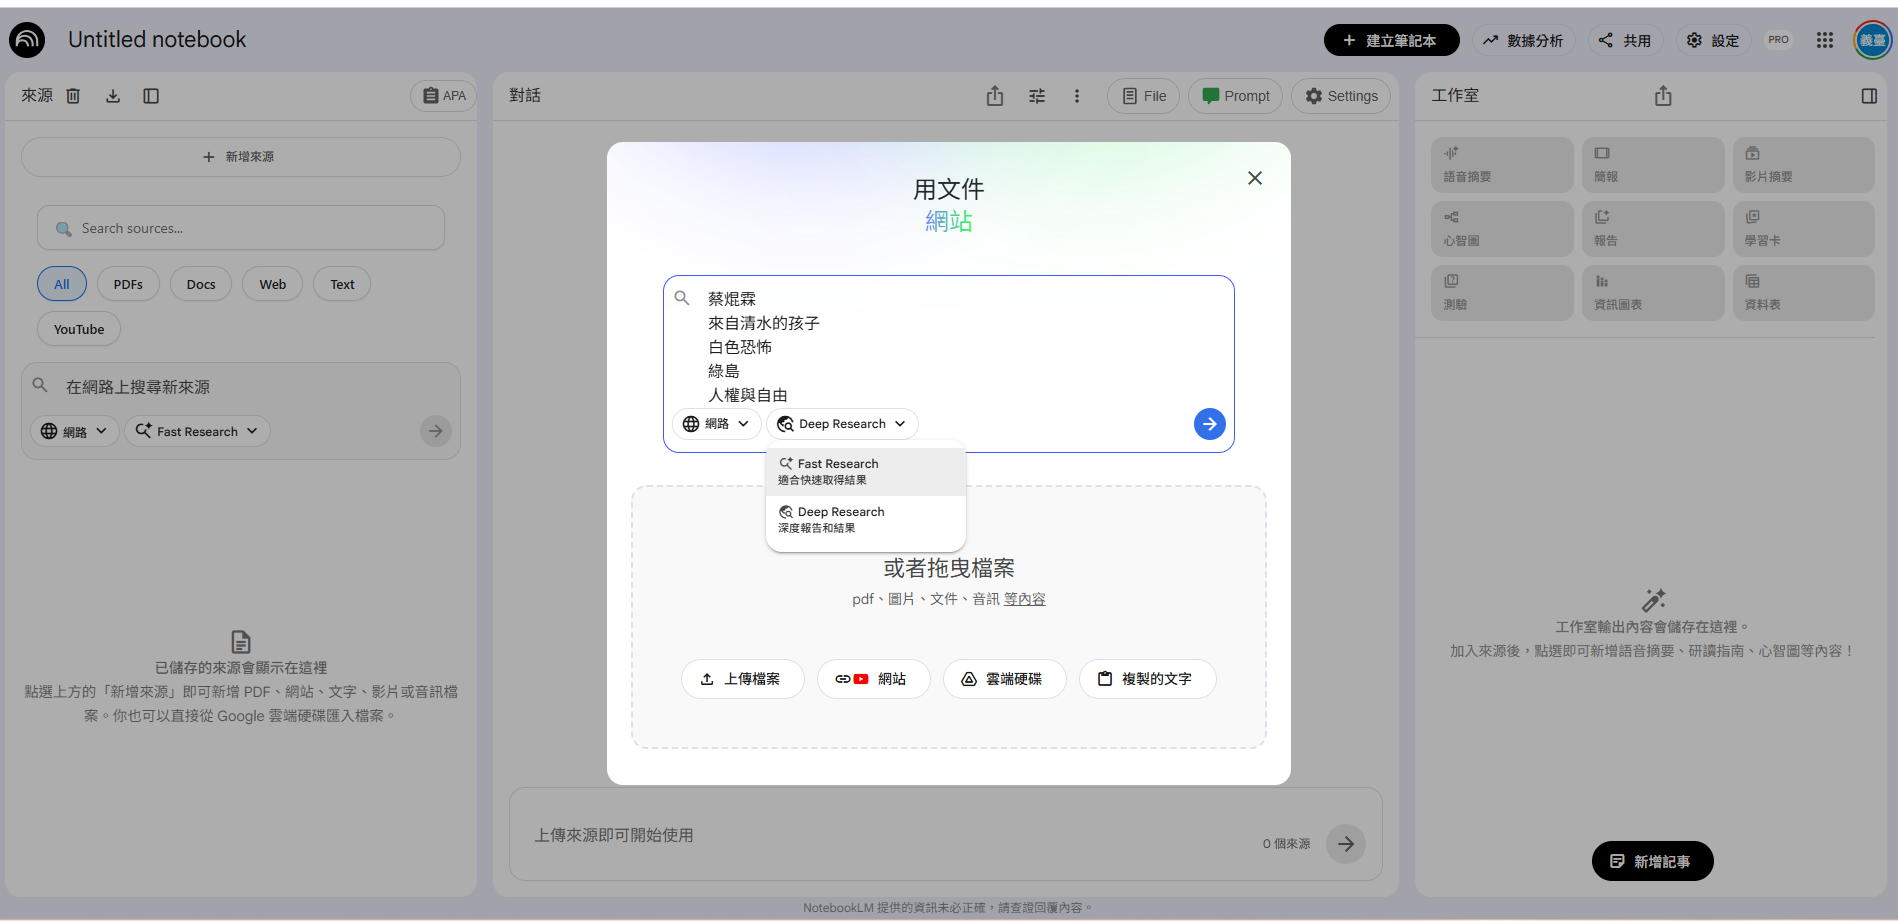 Untitled notebook
建立筆記本
數據分析
共用
設定
PRO
義臺
來源
APA
新增來源
Search sources...
All
PDFs
Docs
Web
Text
YouTube
在網路上搜尋新來源
網路
Fast Research
已儲存的來源會顯示在這裡
點選上方的「新增來源」即可新增 PDF、網站、文字、影片或音訊檔
案。你也可以直接從 Google 雲端硬碟匯入檔案。
對話
File
Prompt
Settings
用文件
網站
蔡焜霖
來自清水的孩子
白色恐怖
綠島
人權與自由
網路
Deep Research
Fast Research
適合快速取得結果
Deep Research
深度報告和結果
或者拖曳檔案
pdf、圖片、文件、音訊 等內容
上傳檔案
網站
雲端硬碟
複製的文字
上傳來源即可開始使用
0 個來源
工作室
語音摘要
簡報
影片摘要
心智圖
報告
學習卡
測驗
資訊圖表
資料表
工作室輸出內容會儲存在這裡。
加入來源後，點選即可新增語音摘要、研讀指南、心智圖等內容！
新增記事
NotebookLM 提供的資訊未必正確，請查證回覆內容。